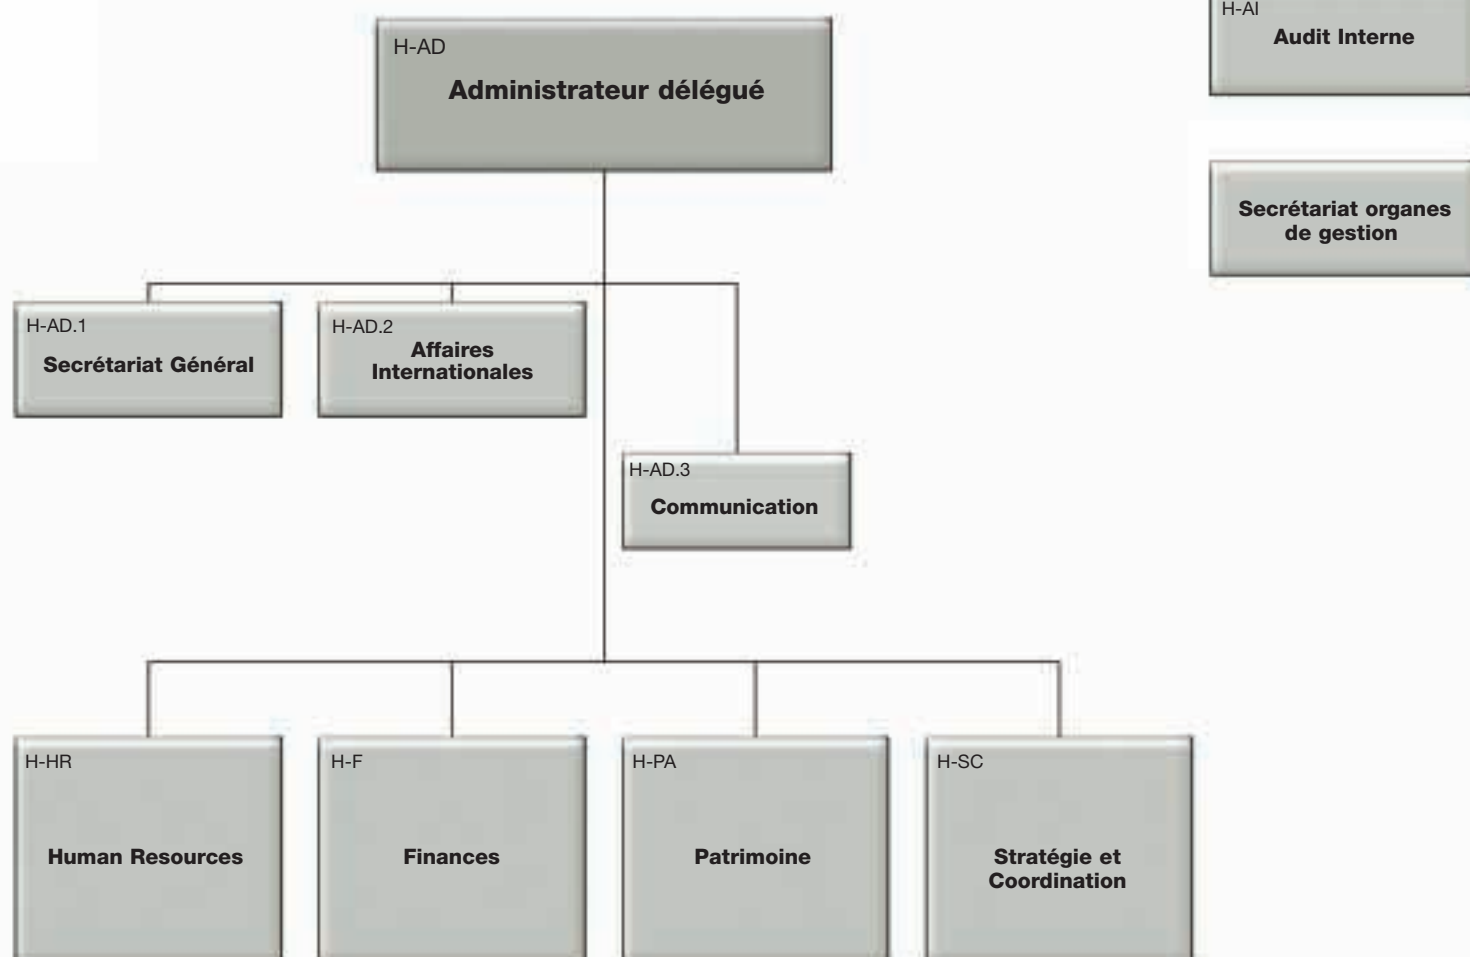 H-AD
Administrateur délégué
H-AI
Audit Interne
Secrétariat organes
de gestion
H-AD.1
Secrétariat Général
H-AD.2
Affaires
Internationales
H-AD.3
Communication
H-HR
Human Resources
H-F
Finances
H-PA
Patrimoine
H-SC
Stratégie et
Coordination